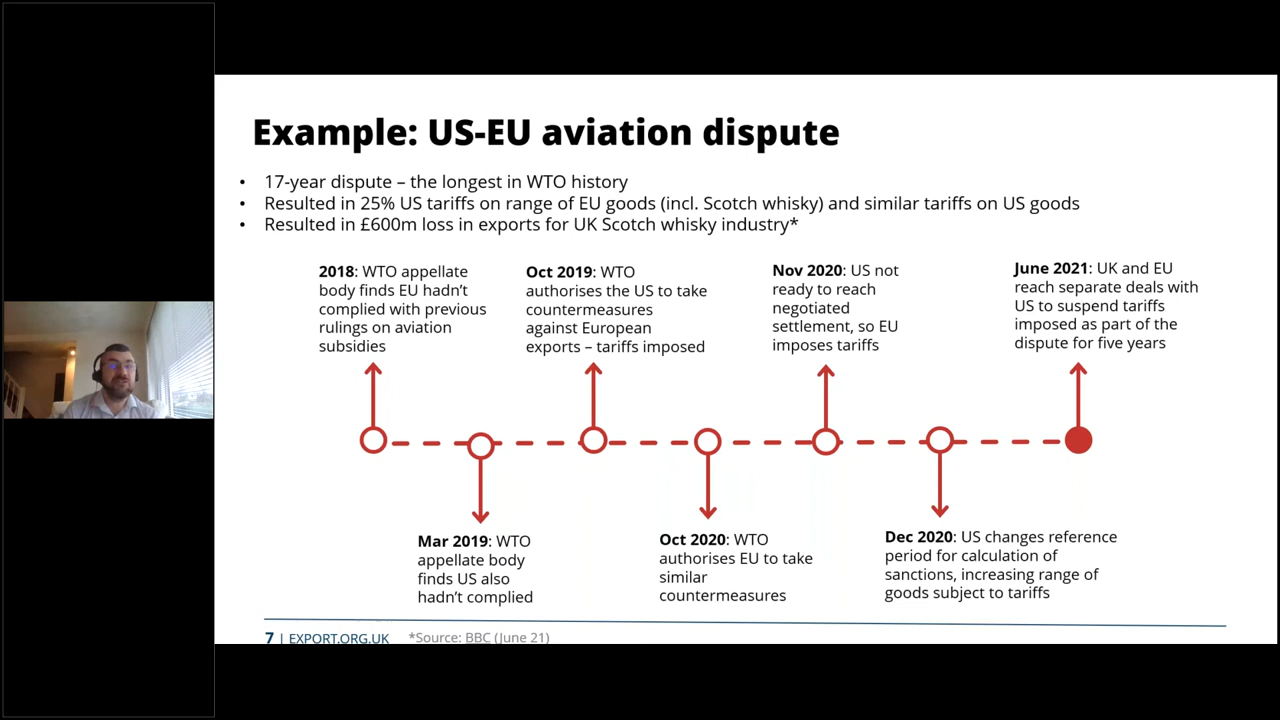 Example: US-EU aviation dispute
• 17-year dispute – the longest in WTO history
• Resulted in 25% US tariffs on range of EU goods (incl. Scotch whisky) and similar tariffs on US goods
• Resulted in £600m loss in exports for UK Scotch whisky industry*
2018: WTO appellate
body finds EU hadn't
complied with previous
rulings on aviation
subsidies
Oct 2019: WTO
authorises the US to take
countermeasures
against European
exports – tariffs imposed
Nov 2020: US not
ready to reach
negotiated
settlement, so EU
imposes tariffs
June 2021: UK and EU
reach separate deals with
US to suspend tariffs
imposed as part of the
dispute for five years
Mar 2019: WTO
appellate body
finds US also
hadn't complied
Oct 2020: WTO
authorises EU to take
similar
countermeasures
Dec 2020: US changes reference
period for calculation of
sanctions, increasing range of
goods subject to tariffs
7 | EXPORT.ORG.UK *Source: BBC (June 21)